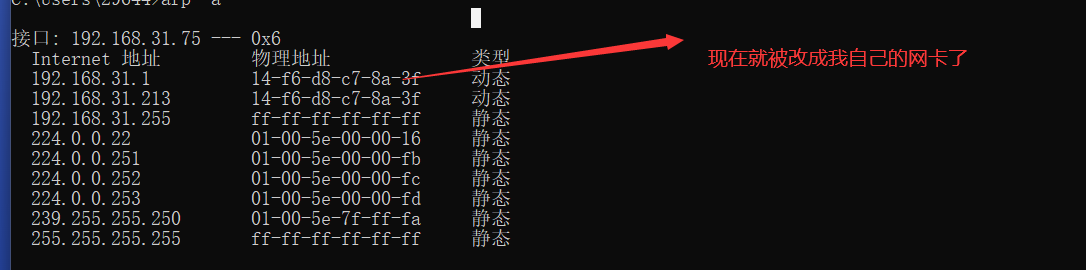 接口: 192.168.31.75 --- 0x6
Internet 地址 物理地址 类型
192.168.31.1 14-f6-d8-c7-8a-3f 动态
现在就被改成我自己的网卡了
192.168.31.213 14-f6-d8-c7-8a-3f 动态
192.168.31.255 ff-ff-ff-ff-ff-ff 静态
224.0.0.22 01-00-5e-00-00-16 静态
224.0.0.251 01-00-5e-00-00-fb 静态
224.0.0.252 01-00-5e-00-00-fc 静态
224.0.0.253 01-00-5e-00-00-fd 静态
239.255.255.250 01-00-5e-7f-ff-fa 静态
255.255.255.255 ff-ff-ff-ff-ff-ff 静态